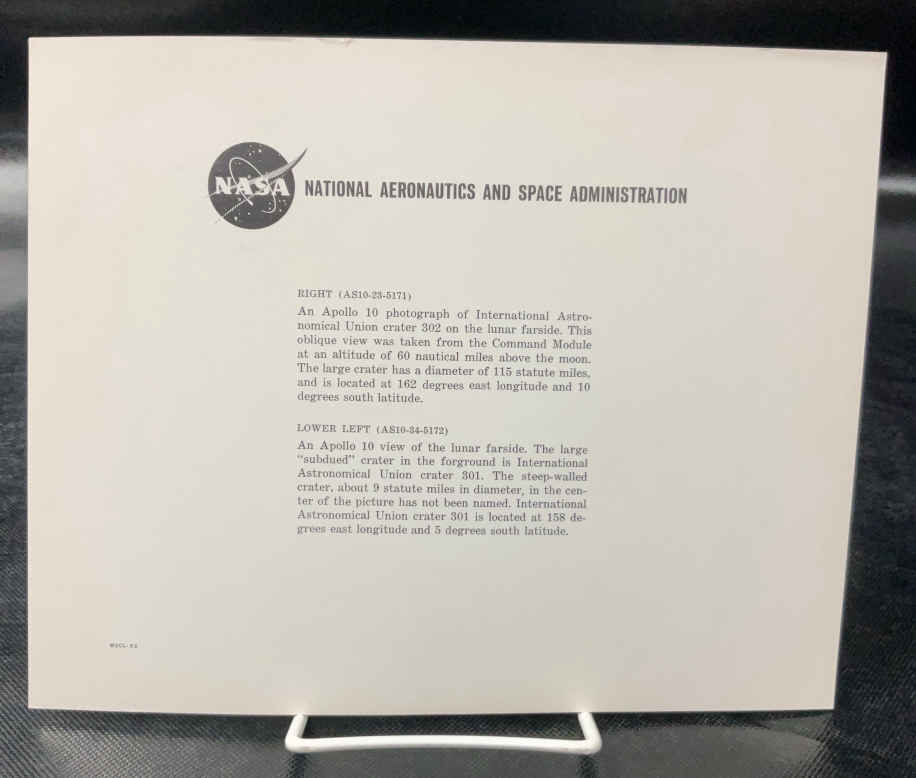 NASA
NATIONAL AERONAUTICS AND SPACE ADMINISTRATION
RIGHT (AS10-23-5171)
An Apollo 10 photograph of International Astro-
nomical Union crater 302 on the lunar farside. This
oblique view was taken from the Command Module
at an altitude of 60 nautical miles above the moon.
The large crater has a diameter of 115 statute miles,
and is located at 162 degrees east longitude and 10
degrees south latitude.
LOWER LEFT (AS10-34-5172)
An Apollo 10 view of the lunar farside. The large
“subdued” crater in the forground is International
Astronomical Union crater 301. The steep-walled
crater, about 9 statute miles in diameter, in the cen-
ter of the picture has not been named. International
Astronomical Union crater 301 is located at 158 de-
grees east longitude and 5 degrees south latitude.